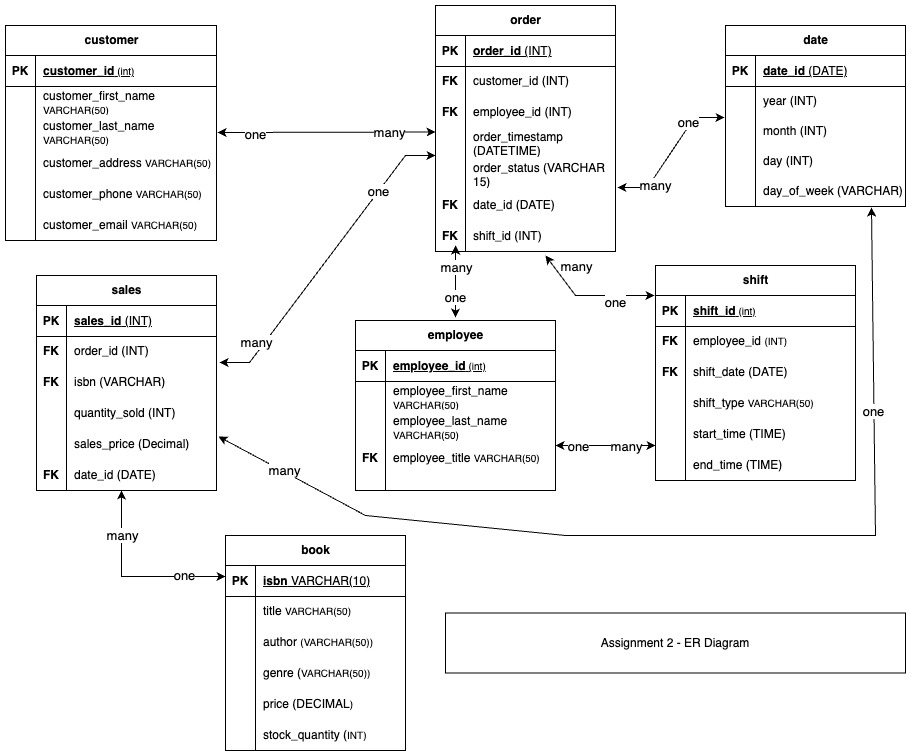 customer
PK customer_id (int)
customer_first_name
VARCHAR(50)
customer_last_name
VARCHAR(50)
customer_address VARCHAR(50)
customer_phone VARCHAR(50)
customer_email VARCHAR(50)
order
PK order_id (INT)
FK customer_id (INT)
FK employee_id (INT)
order_timestamp
(DATETIME)
order_status (VARCHAR
15)
FK date_id (DATE)
FK shift_id (INT)
date
PK date_id (DATE)
year (INT)
month (INT)
day (INT)
day_of_week (VARCHAR)
one
many
one
many
one
many
many
one
many
one
sales
PK sales_id (INT)
FK order_id (INT)
FK isbn (VARCHAR)
quantity_sold (INT)
sales_price (Decimal)
FK date_id (DATE)
employee
PK employee_id (int)
employee_first_name
VARCHAR(50)
employee_last_name
VARCHAR(50)
FK employee_title VARCHAR(50)
shift
PK shift_id (int)
FK employee_id (INT)
FK shift_date (DATE)
shift_type VARCHAR(50)
start_time (TIME)
end_time (TIME)
one
many
one
many
many
one
book
PK isbn VARCHAR(10)
title VARCHAR(50)
author (VARCHAR(50))
genre (VARCHAR(50))
price (DECIMAL)
stock_quantity (INT)
Assignment 2 - ER Diagram